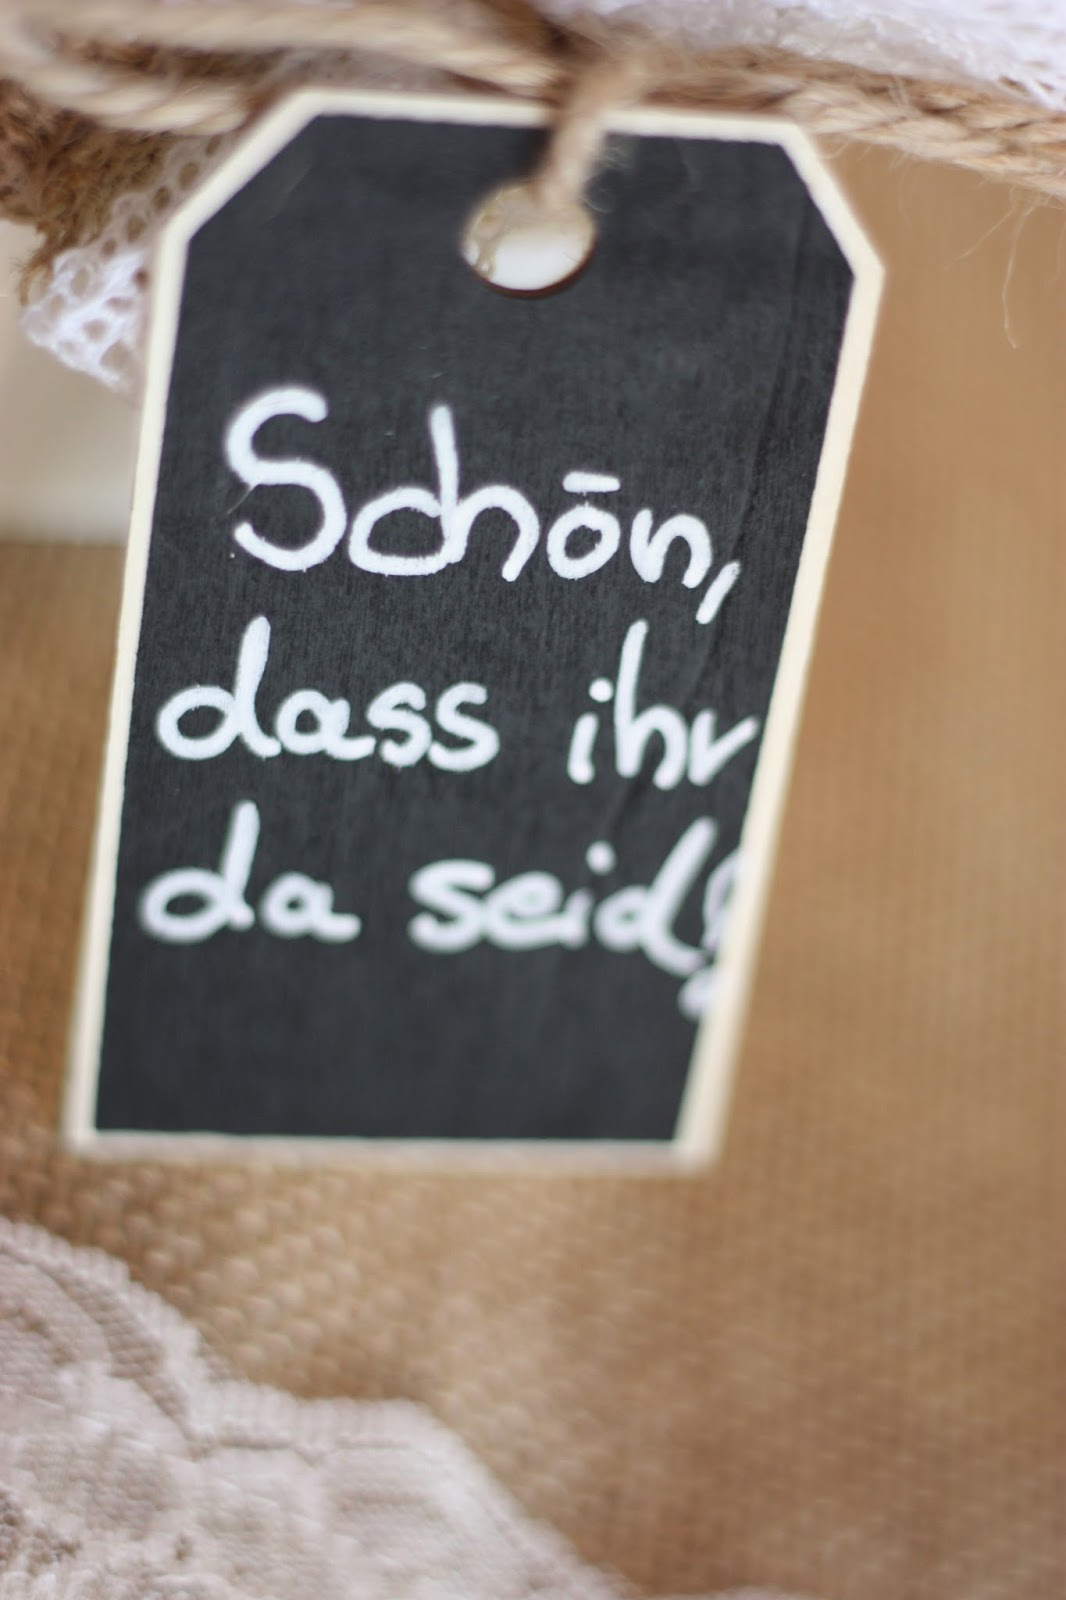 Schön,
dass ihr
da seid!